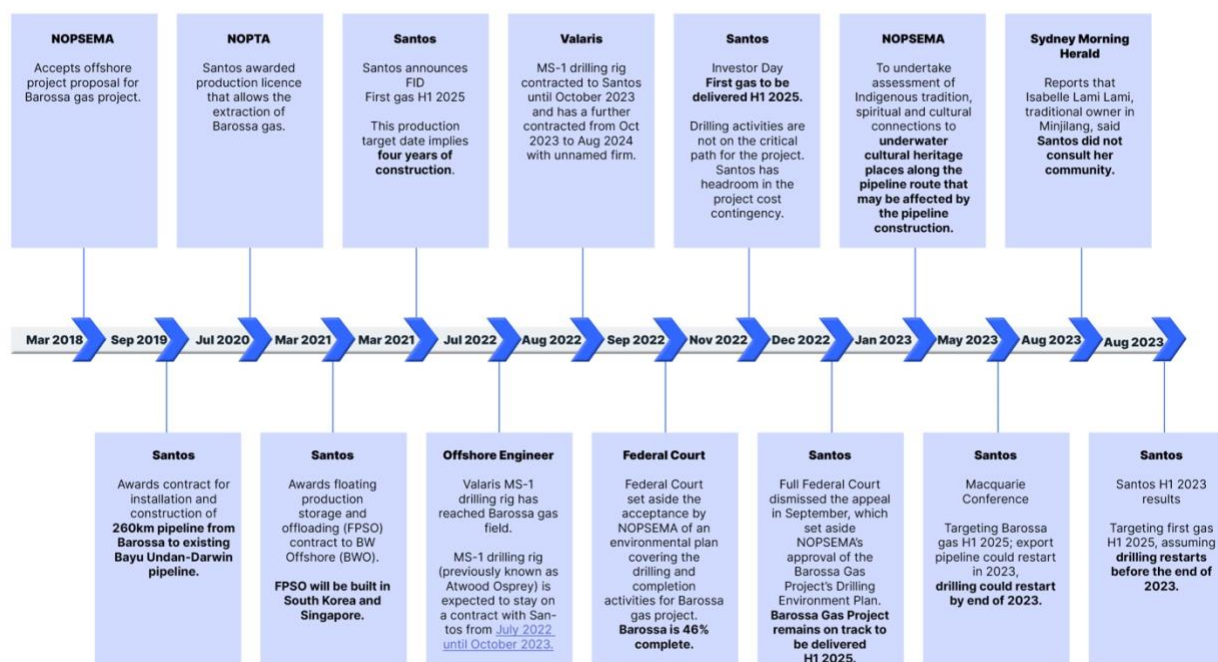 NOPSEMA
Accepts offshore
project proposal for
Barossa gas project.
NOPTA
Santos awarded
production licence
that allows the
extraction of
Barossa gas.
Santos
Santos announces
FID
First gas H1 2025
This production
target date implies
four years of
construction.
Valaris
MS-1 drilling rig
contracted to Santos
until October 2023
and has a further
contracted from Oct
2023 to Aug 2024
with unnamed firm.
Santos
Investor Day
First gas to be
delivered H1 2025.
Drilling activities are
not on the critical
path for the project.
Santos has
headroom in the
project cost
contingency.
NOPSEMA
To undertake
assessment of
Indigenous tradition,
spiritual and cultural
connections to
underwater
cultural heritage
places along the
pipeline route that
may be affected by
the pipeline
construction.
Sydney Morning
Herald
Reports that
Isabelle Lami Lami,
traditional owner in
Minjilang, said
Santos did not
consult her
community.
Mar 2018 Sep 2019 Jul 2020 Mar 2021 Mar 2021 Jul 2022 Aug 2022 Sep 2022 Nov 2022 Dec 2022 Jan 2023 May 2023 Aug 2023 Aug 2023
Santos
Awards contract for
installation and
construction of
260km pipeline from
Barossa to existing
Bayu Undan-Darwin
pipeline.
Santos
Awards floating
production
storage and
offloading (FPSO)
contract to BW
Offshore (BWO).
FPSO will be built in
South Korea and
Singapore.
Offshore Engineer
Valaris MS-1
drilling rig has
reached Barossa gas
field.
MS-1 drilling rig
(previously known as
Atwood Osprey) is
expected to stay on
a contract with San-
tos from July 2022
until October 2023.
Federal Court
Federal Court
set aside the
acceptance by
NOPSEMA of an
environmental plan
covering the
drilling and
completion
activities for Barossa
gas project.
Barossa is 46%
complete.
Santos
Full Federal Court
dismissed the appeal
in September, which
set aside
NOPSEMA's
approval of the
Barossa Gas
Project's Drilling
Environment Plan.
Barossa Gas Project
remains on track to
be delivered
H1 2025.
Santos
Macquarie
Conference
Targeting Barossa
gas H1 2025; export
pipeline could restart
in 2023,
drilling could restart
by end of 2023.
Santos
Santos H1 2023
results
Targeting first gas
H1 2025, assuming
drilling restarts
before the end of
2023.